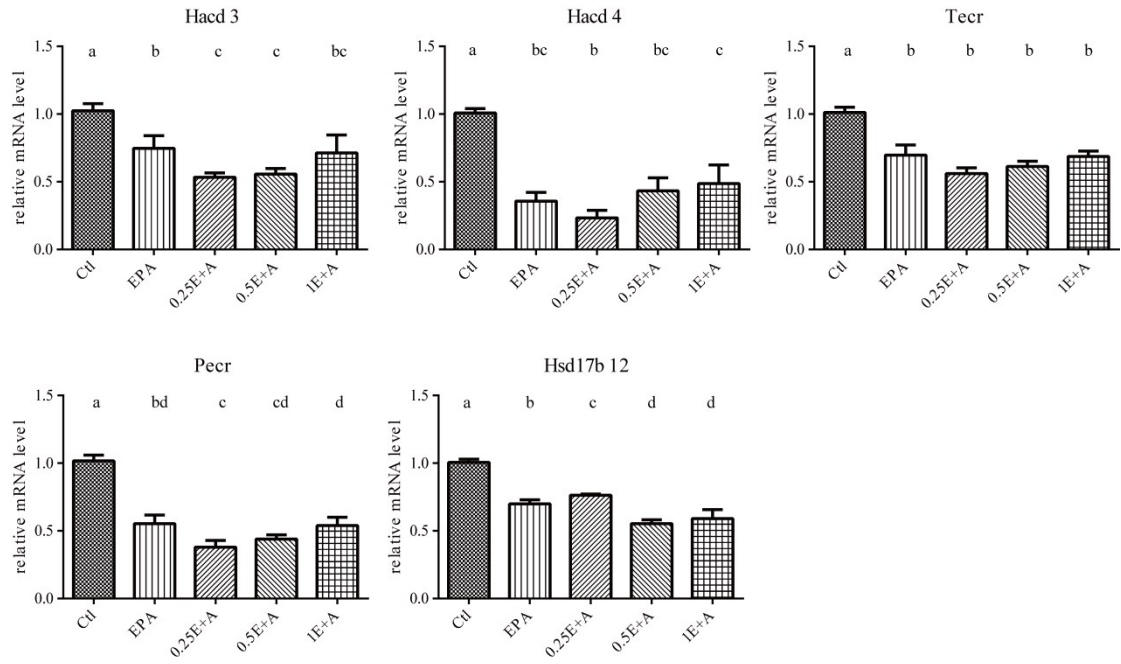 Hacd 3
a b c c bc
1.5
1.0
0.5
0.0
relative mRNA level
Ctl EPA 0.25E+A 0.5E+A 1E+A
Hacd 4
a bc b bc c
1.5
1.0
0.5
0.0
relative mRNA level
Ctl EPA 0.25E+A 0.5E+A 1E+A
Tecr
a b b b b
1.5
1.0
0.5
0.0
relative mRNA level
Ctl EPA 0.25E+A 0.5E+A 1E+A
Pecr
a bd c cd d
1.5
1.0
0.5
0.0
relative mRNA level
Ctl EPA 0.25E+A 0.5E+A 1E+A
Hsd17b 12
a b c d d
1.5
1.0
0.5
0.0
relative mRNA level
Ctl EPA 0.25E+A 0.5E+A 1E+A